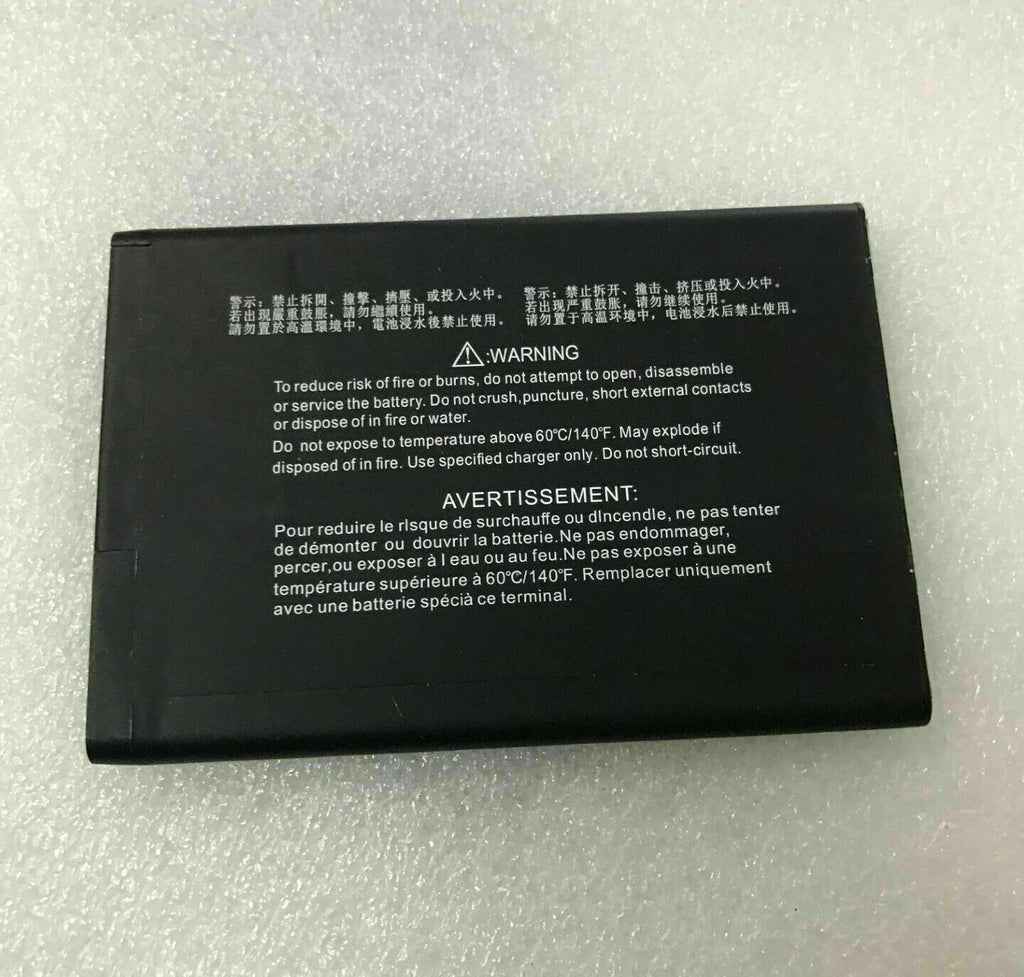 警示：禁止拆開、撞擊、擠壓、或投入火中。
若出現嚴重鼓脹，請勿繼續使用。
請勿置於高溫環境中，電池浸水後禁止使用。
警示：禁止拆开、撞击、挤压或投入火中。
若出现严重鼓胀，请勿继续使用。
请勿置于高温环境中，电池浸水后禁止使用。
⚠:WARNING
To reduce risk of fire or burns, do not attempt to open, disassemble
or service the battery. Do not crush,puncture, short external contacts
or dispose of in fire or water.
Do not expose to temperature above 60℃/140℉. May explode if
disposed of in fire. Use specified charger only. Do not short-circuit.
AVERTISSEMENT:
Pour reduire le rIsque de surchauffe ou dIncendle, ne pas tenter
de démonter ou douvrir la batterie.Ne pas endommager,
percer,ou exposer à l eau ou au feu.Ne pas exposer à une
température supérieure à 60℃/140℉. Remplacer uniquement
avec une batterie spécià ce terminal.